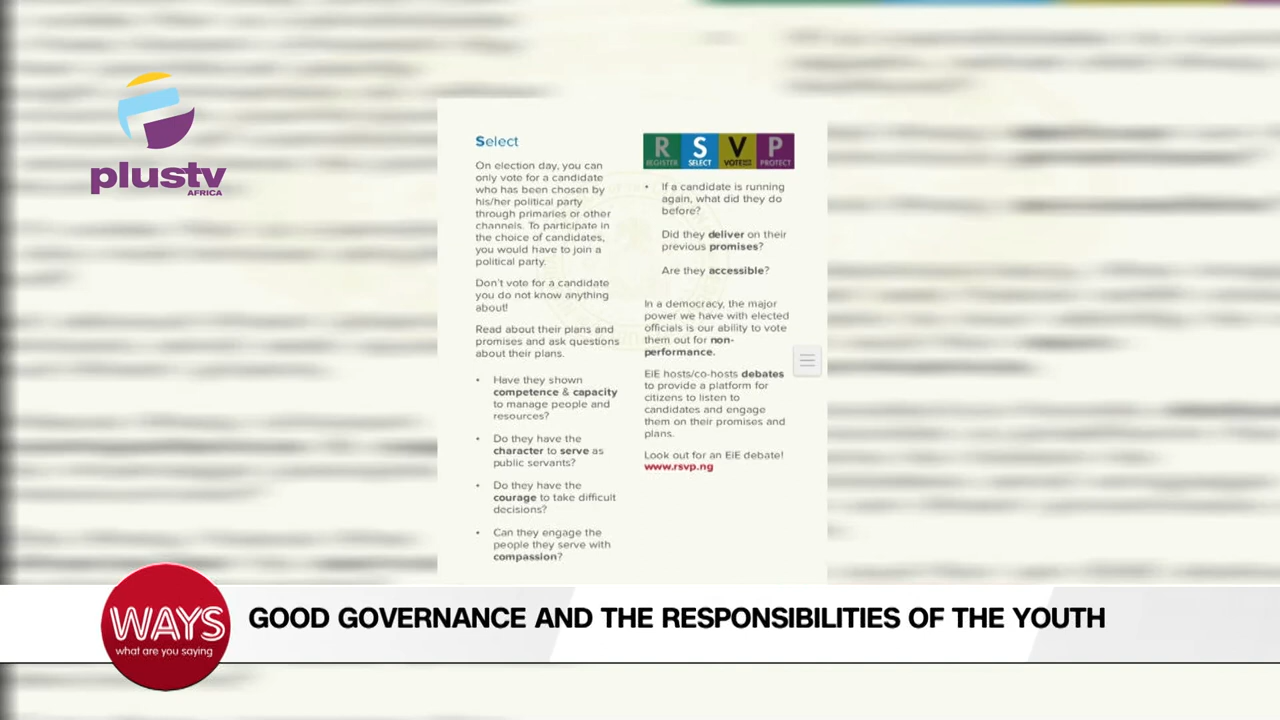 plustv
AFRICA
Select
On election day, you can
only vote for a candidate
who has been chosen by
his/her political party
through primaries or other
channels. To participate in
the choice of candidates,
you would have to join a
political party.
Don't vote for a candidate
you do not know anything
about!
Read about their plans and
promises and ask questions
about their plans.
• Have they shown
competence & capacity
to manage people and
resources?
• Do they have the
character to serve as
public servants?
• Do they have the
courage to take difficult
decisions?
• Can they engage the
people they serve with
compassion?
R S V P
REGISTER SELECT VOTE PROTECT
• If a candidate is running
again, what did they do
before?
Did they deliver on their
previous promises?
Are they accessible?
In a democracy, the major
power we have with elected
officials is our ability to vote
them out for non-
performance.
EiE hosts/co-hosts debates
to provide a platform for
citizens to listen to
candidates and engage
them on their promises and
plans.
Look out for an EiE debate!
www.rsvp.ng
WAYS
what are you saying
GOOD GOVERNANCE AND THE RESPONSIBILITIES OF THE YOUTH